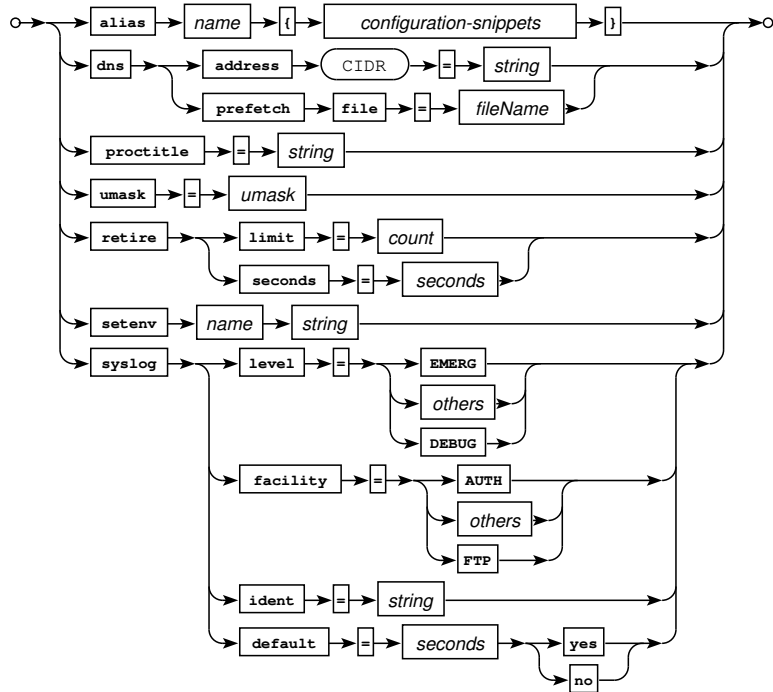 alias name { configuration-snippets }
dns address CIDR = string
prefetch file = fileName
proctitle = string
umask = umask
retire limit = count
seconds = seconds
setenv name string
syslog level = EMERG
others
DEBUG
facility = AUTH
others
FTP
ident = string
default = seconds yes
no